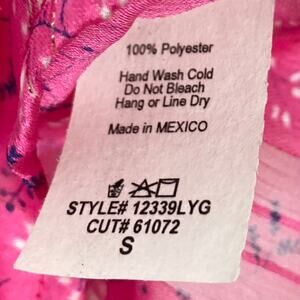 100% Polyester
Hand Wash Cold
Do Not Bleach
Hang or Line Dry
Made in MEXICO
STYLE# 12339LYG
CUT# 61072
S